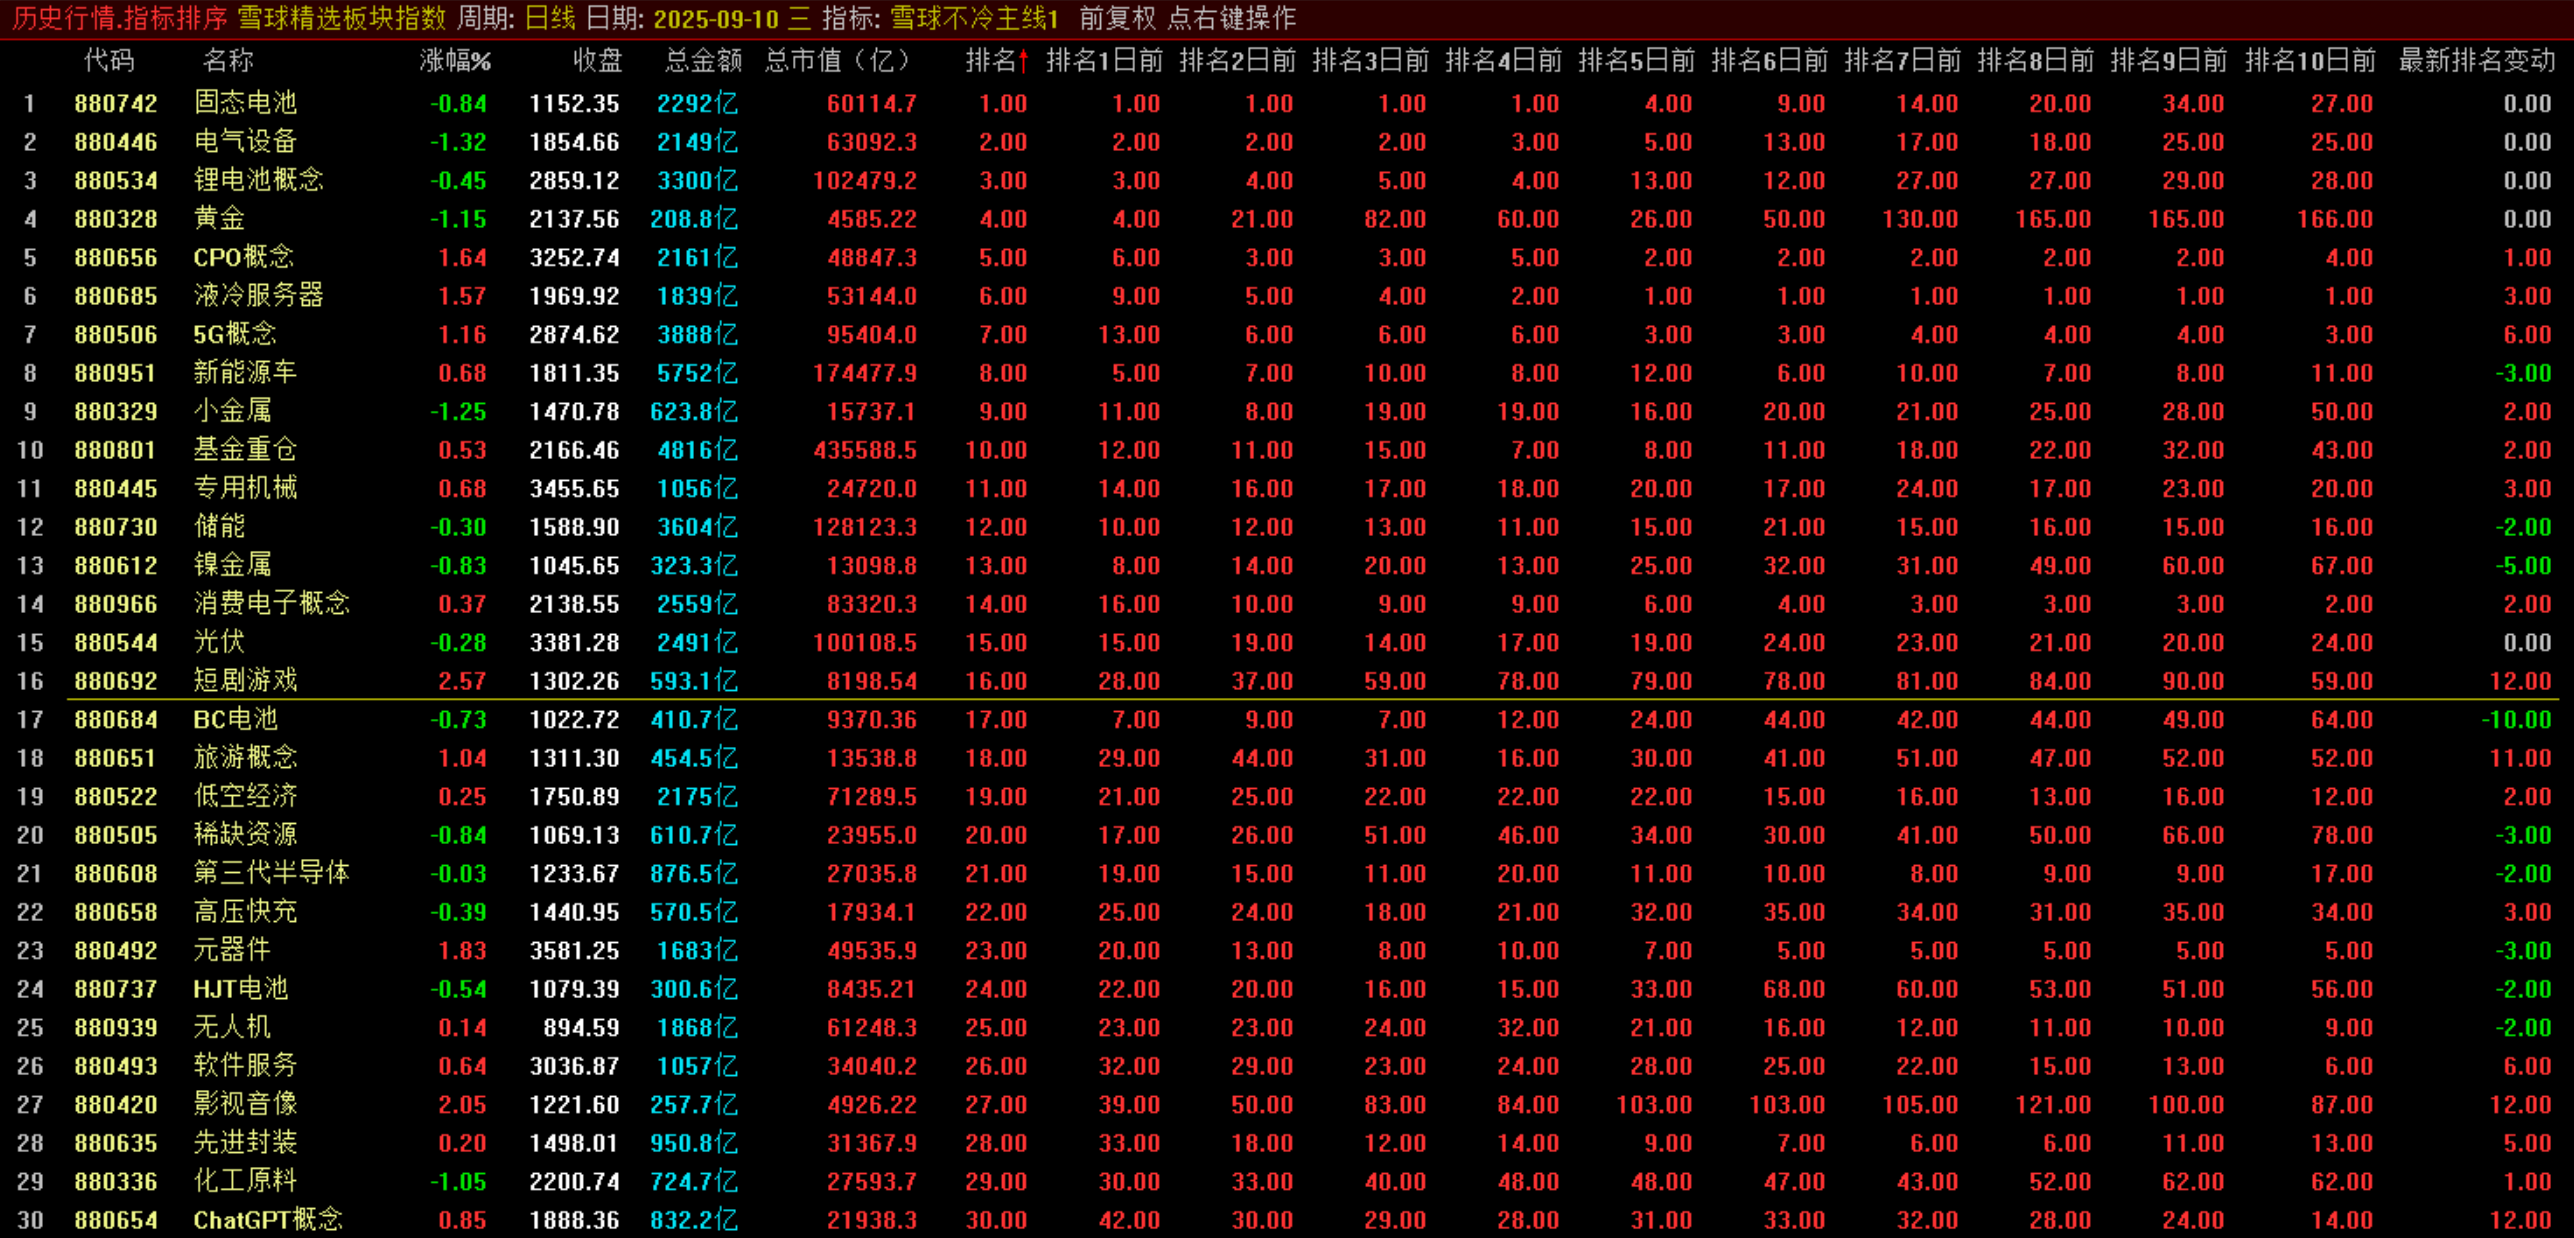 历史行情.指标排序 雪球精选板块指数 周期: 日线 日期: 2025-09-10 三 指标: 雪球不冷主线1 前复权 点右键操作
代码 名称 涨幅% 收盘 总金额 总市值（亿） 排名↑ 排名1日前 排名2日前 排名3日前 排名4日前 排名5日前 排名6日前 排名7日前 排名8日前 排名9日前 排名10日前 最新排名变动
1 880742 固态电池 -0.84 1152.35 2292亿 60114.7 1.00 1.00 1.00 1.00 1.00 4.00 9.00 14.00 20.00 34.00 27.00 0.00
2 880446 电气设备 -1.32 1854.66 2149亿 63092.3 2.00 2.00 2.00 2.00 3.00 5.00 13.00 17.00 18.00 25.00 25.00 0.00
3 880534 锂电池概念 -0.45 2859.12 3300亿 102479.2 3.00 3.00 4.00 5.00 4.00 13.00 12.00 27.00 27.00 29.00 28.00 0.00
4 880328 黄金 -1.15 2137.56 208.8亿 4585.22 4.00 4.00 21.00 82.00 60.00 26.00 50.00 130.00 165.00 165.00 166.00 0.00
5 880656 CPO概念 1.64 3252.74 2161亿 48847.3 5.00 6.00 3.00 3.00 5.00 2.00 2.00 2.00 2.00 2.00 4.00 1.00
6 880685 液冷服务器 1.57 1969.92 1839亿 53144.0 6.00 9.00 5.00 4.00 2.00 1.00 1.00 1.00 1.00 1.00 1.00 3.00
7 880506 5G概念 1.16 2874.62 3888亿 95404.0 7.00 13.00 6.00 6.00 6.00 3.00 3.00 4.00 4.00 4.00 3.00 6.00
8 880951 新能源车 0.68 1811.35 5752亿 174477.9 8.00 5.00 7.00 10.00 8.00 12.00 6.00 10.00 7.00 8.00 11.00 -3.00
9 880329 小金属 -1.25 1470.78 623.8亿 15737.1 9.00 11.00 8.00 19.00 19.00 16.00 20.00 21.00 25.00 28.00 50.00 2.00
10 880801 基金重仓 0.53 2166.46 4816亿 435588.5 10.00 12.00 11.00 15.00 7.00 8.00 11.00 18.00 22.00 32.00 43.00 2.00
11 880445 专用机械 0.68 3455.65 1056亿 24720.0 11.00 14.00 16.00 17.00 18.00 20.00 17.00 24.00 17.00 23.00 20.00 3.00
12 880730 储能 -0.30 1588.90 3604亿 128123.3 12.00 10.00 12.00 13.00 11.00 15.00 21.00 15.00 16.00 15.00 16.00 -2.00
13 880612 镍金属 -0.83 1045.65 323.3亿 13098.8 13.00 8.00 14.00 20.00 13.00 25.00 32.00 31.00 49.00 60.00 67.00 -5.00
14 880966 消费电子概念 0.37 2138.55 2559亿 83320.3 14.00 16.00 10.00 9.00 9.00 6.00 4.00 3.00 3.00 3.00 2.00 2.00
15 880544 光伏 -0.28 3381.28 2491亿 100108.5 15.00 15.00 19.00 14.00 17.00 19.00 24.00 23.00 21.00 20.00 24.00 0.00
16 880692 短剧游戏 2.57 1302.26 593.1亿 8198.54 16.00 28.00 37.00 59.00 78.00 79.00 78.00 81.00 84.00 90.00 59.00 12.00
17 880684 BC电池 -0.73 1022.72 410.7亿 9370.36 17.00 7.00 9.00 7.00 12.00 24.00 44.00 42.00 44.00 49.00 64.00 -10.00
18 880651 旅游概念 1.04 1311.30 454.5亿 13538.8 18.00 29.00 44.00 31.00 16.00 30.00 41.00 51.00 47.00 52.00 52.00 11.00
19 880522 低空经济 0.25 1750.89 2175亿 71289.5 19.00 21.00 25.00 22.00 22.00 22.00 15.00 16.00 13.00 16.00 12.00 2.00
20 880505 稀缺资源 -0.84 1069.13 610.7亿 23955.0 20.00 17.00 26.00 51.00 46.00 34.00 30.00 41.00 50.00 66.00 78.00 -3.00
21 880608 第三代半导体 -0.03 1233.67 876.5亿 27035.8 21.00 19.00 15.00 11.00 20.00 11.00 10.00 8.00 9.00 9.00 17.00 -2.00
22 880658 高压快充 -0.39 1440.95 570.5亿 17934.1 22.00 25.00 24.00 18.00 21.00 32.00 35.00 34.00 31.00 35.00 34.00 3.00
23 880492 元器件 1.83 3581.25 1683亿 49535.9 23.00 20.00 13.00 8.00 10.00 7.00 5.00 5.00 5.00 5.00 5.00 -3.00
24 880737 HJT电池 -0.54 1079.39 300.6亿 8435.21 24.00 22.00 20.00 16.00 15.00 33.00 68.00 60.00 53.00 51.00 56.00 -2.00
25 880939 无人机 0.14 894.59 1868亿 61248.3 25.00 23.00 23.00 24.00 32.00 21.00 16.00 12.00 11.00 10.00 9.00 -2.00
26 880493 软件服务 0.64 3036.87 1057亿 34040.2 26.00 32.00 29.00 23.00 24.00 28.00 25.00 22.00 15.00 13.00 6.00 6.00
27 880420 影视音像 2.05 1221.60 257.7亿 4926.22 27.00 39.00 50.00 83.00 84.00 103.00 103.00 105.00 121.00 100.00 87.00 12.00
28 880635 先进封装 0.20 1498.01 950.8亿 31367.9 28.00 33.00 18.00 12.00 14.00 9.00 7.00 6.00 6.00 11.00 13.00 5.00
29 880336 化工原料 -1.05 2200.74 724.7亿 27593.7 29.00 30.00 33.00 40.00 48.00 48.00 47.00 43.00 52.00 62.00 62.00 1.00
30 880654 ChatGPT概念 0.85 1888.36 832.2亿 21938.3 30.00 42.00 30.00 29.00 28.00 31.00 33.00 32.00 28.00 24.00 14.00 12.00